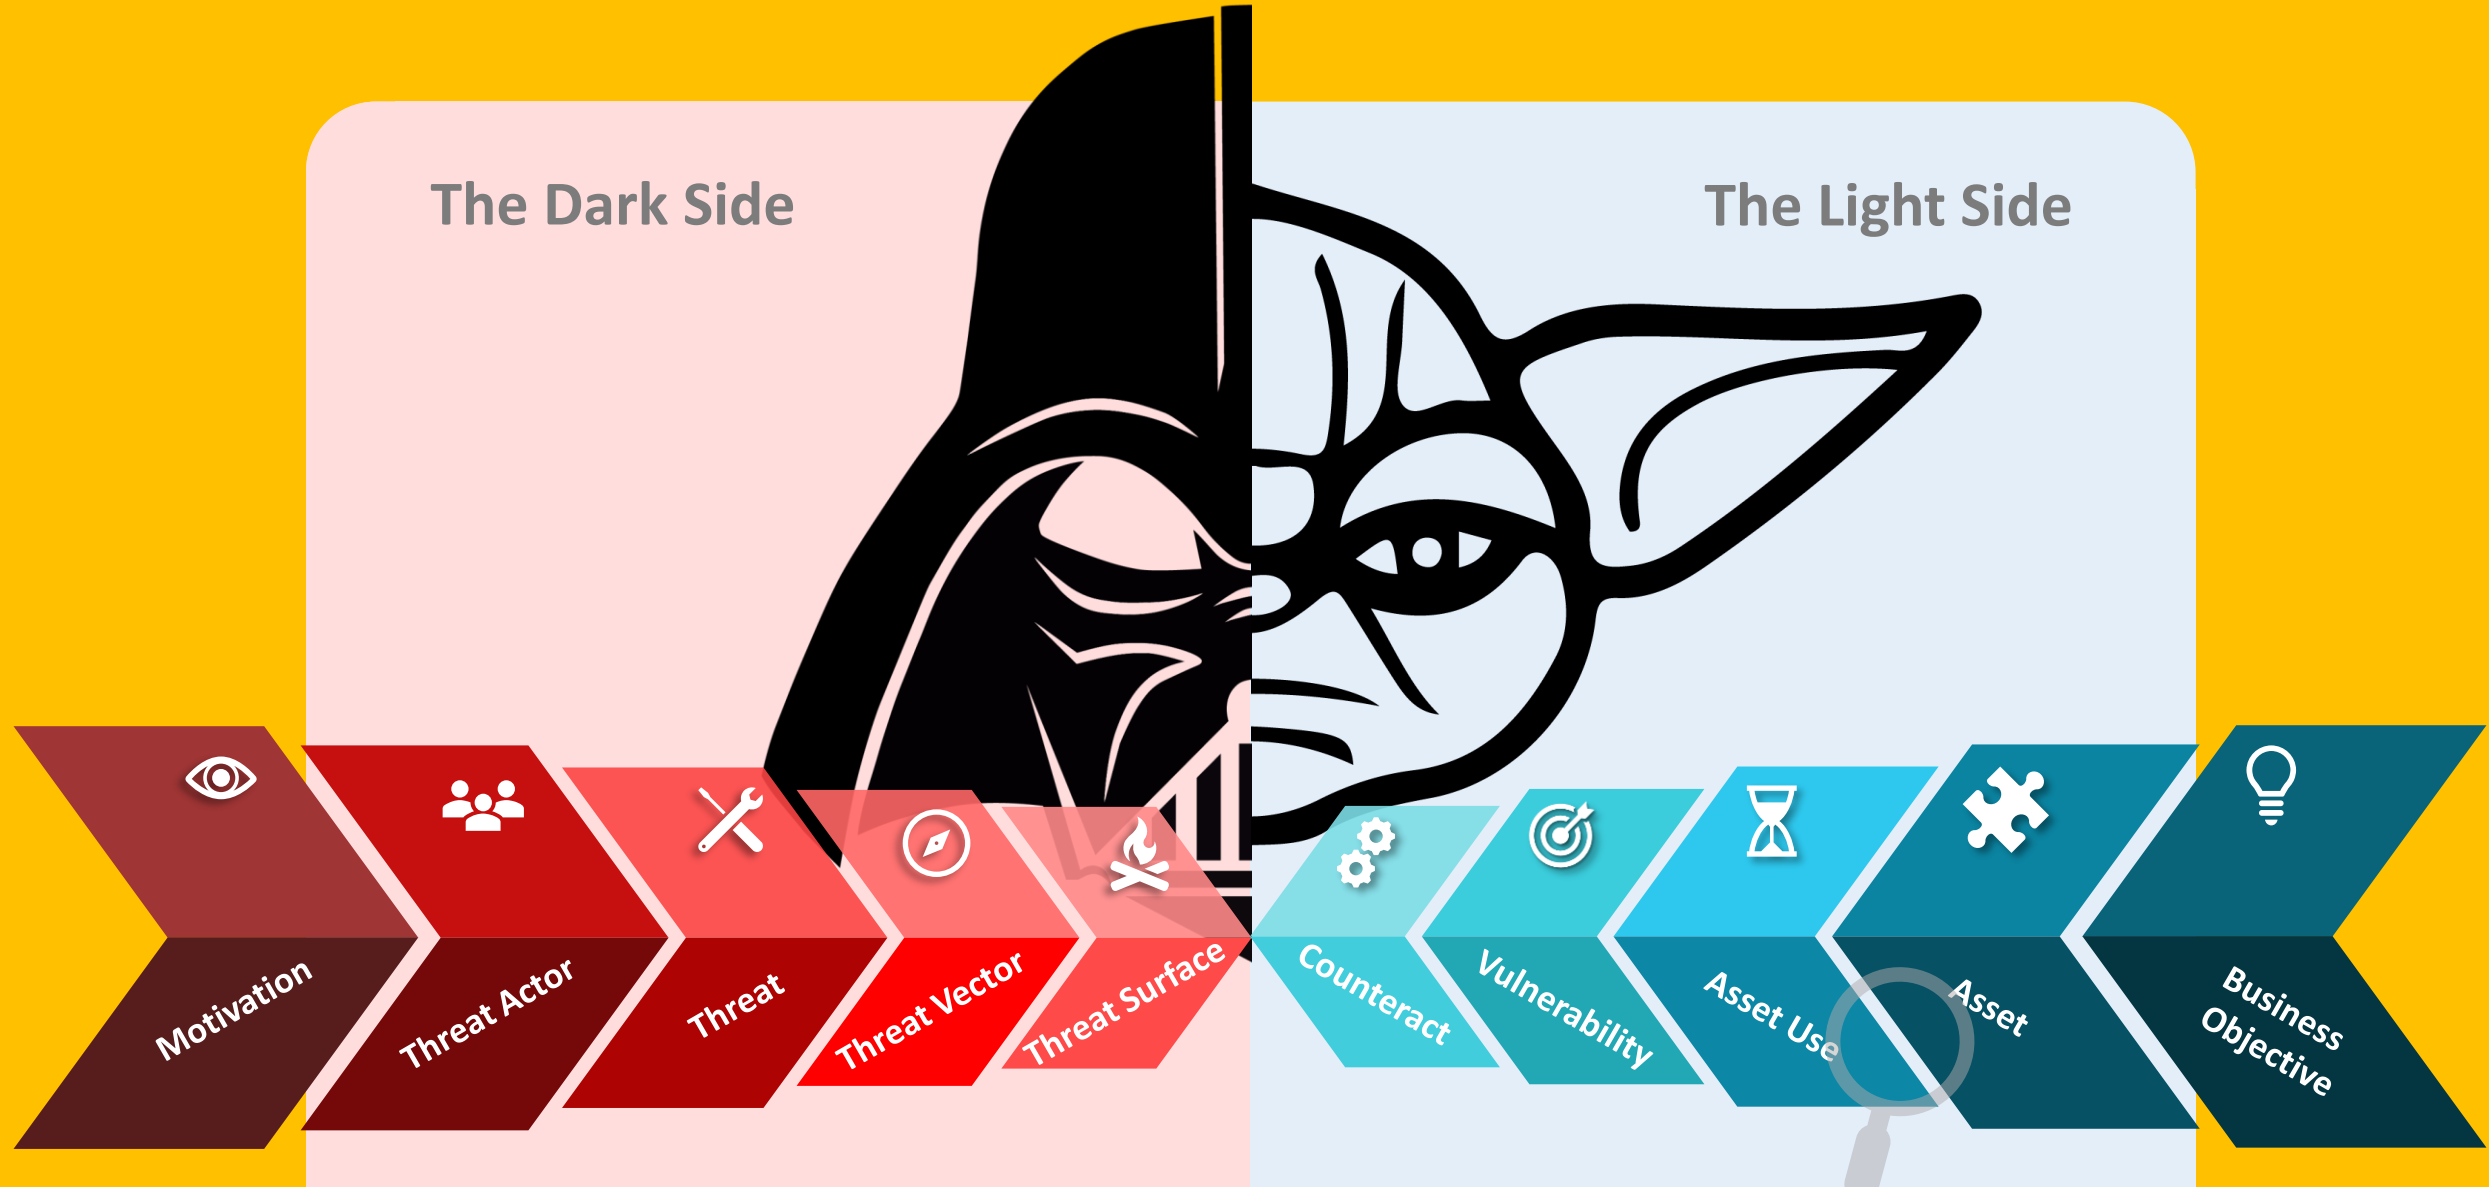 The Dark Side
The Light Side
Motivation
Threat Actor
Threat
Threat Vector
Threat Surface
Counteract
Vulnerability
Asset Use
Asset
Business
Objective